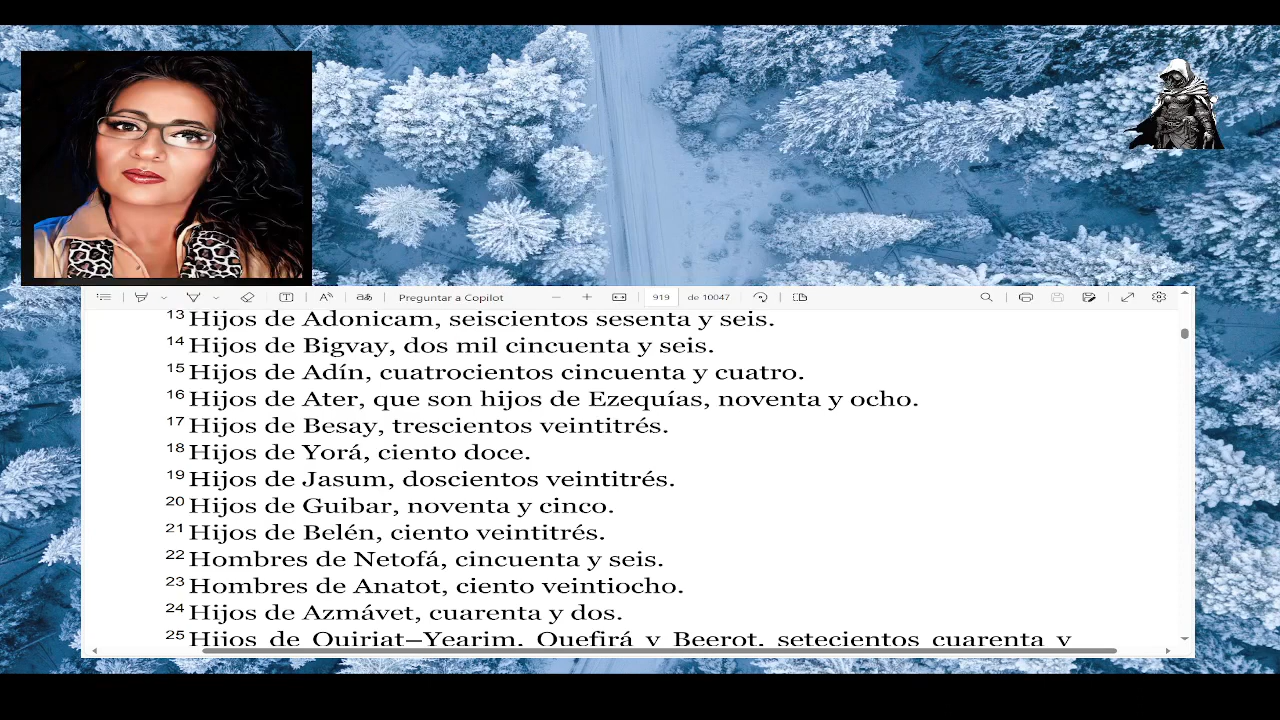 Preguntar a Copilot
919 de 10047
13 Hijos de Adonicam, seiscientos sesenta y seis.
14 Hijos de Bigvay, dos mil cincuenta y seis.
15 Hijos de Adín, cuatrocientos cincuenta y cuatro.
16 Hijos de Ater, que son hijos de Ezequías, noventa y ocho.
17 Hijos de Besay, trescientos veintitrés.
18 Hijos de Yorá, ciento doce.
19 Hijos de Jasum, doscientos veintitrés.
20 Hijos de Guibar, noventa y cinco.
21 Hijos de Belén, ciento veintitrés.
22 Hombres de Netofá, cincuenta y seis.
23 Hombres de Anatot, ciento veintiocho.
24 Hijos de Azmávet, cuarenta y dos.
25 Hijos de Quiriat–Yearim, Quefirá y Beerot, setecientos cuarenta y